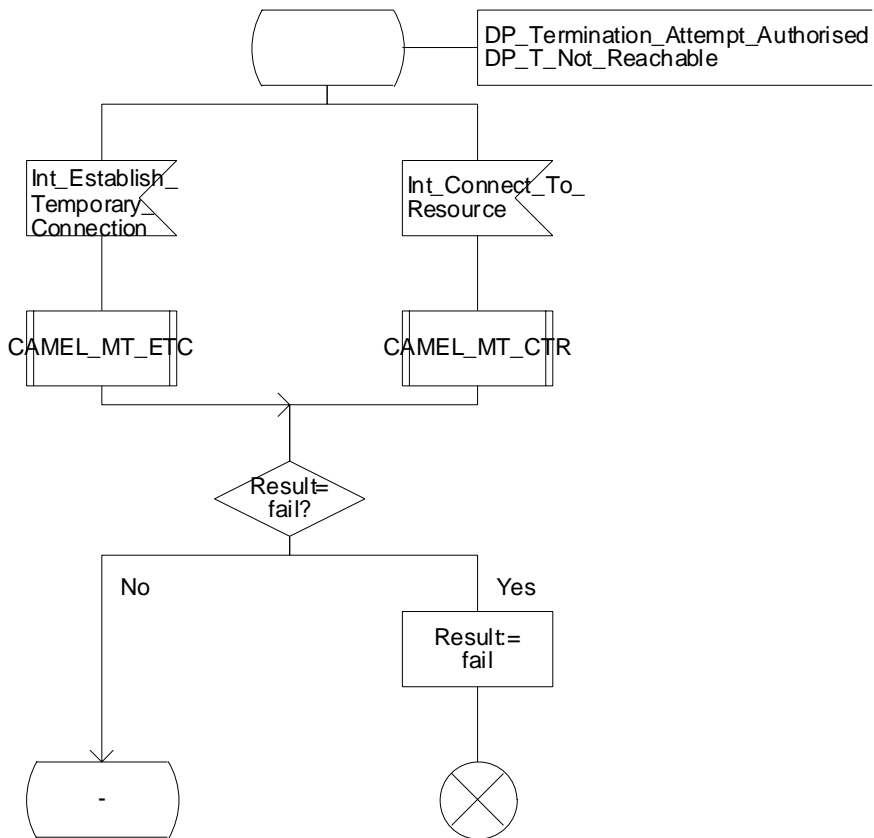 DP_Termination_Attempt_Authorised
DP_T_Not_Reachable
Int_Establish_
Temporary_
Connection
Int_Connect_To_
Resource
CAMEL_MT_ETC
CAMEL_MT_CTR
Result=
fail?
No
Yes
Result:=
fail
-